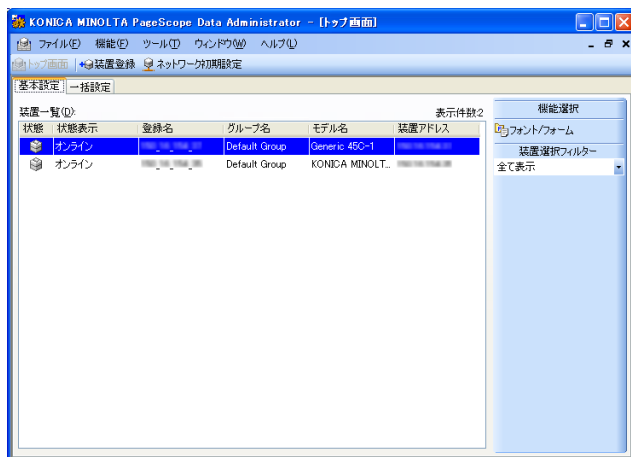 KONICA MINOLTA PageScope Data Administrator - [トップ画面]
ファイル(F) 機能(E) ツール(T) ウィンドウ(W) ヘルプ(L)
トップ画面 装置登録 ネットワーク初期設定
基本設定 一括設定
装置一覧(D): 表示件数:2
状態 状態表示 登録名 グループ名 モデル名 装置アドレス
オンライン Default Group Generic 45C-1
オンライン Default Group KONICA MINOLT...
機能選択
フォント/フォーム
装置選択フィルター
全て表示